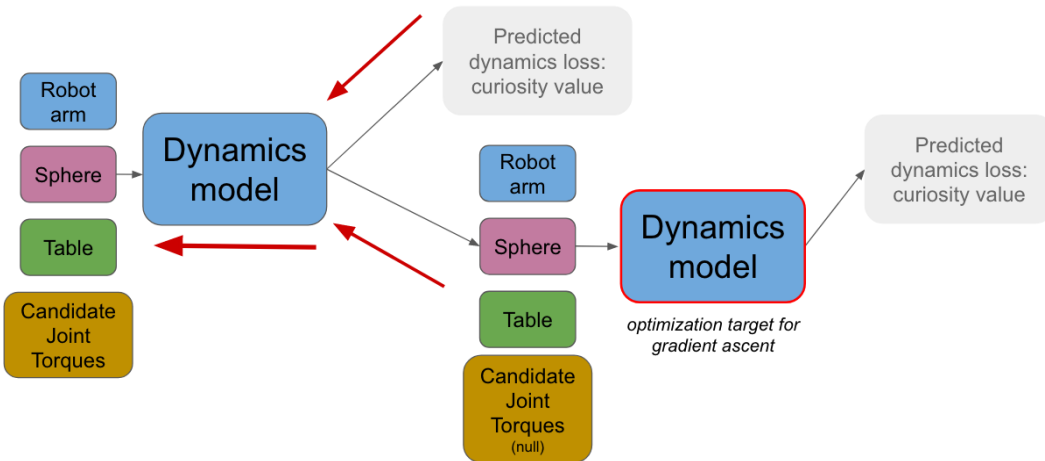 Robot
arm
Sphere
Table
Candidate
Joint
Torques
Dynamics
model
Predicted
dynamics loss:
curiosity value
Robot
arm
Sphere
Table
Candidate
Joint
Torques
(null)
Dynamics
model
optimization target for
gradient ascent
Predicted
dynamics loss:
curiosity value